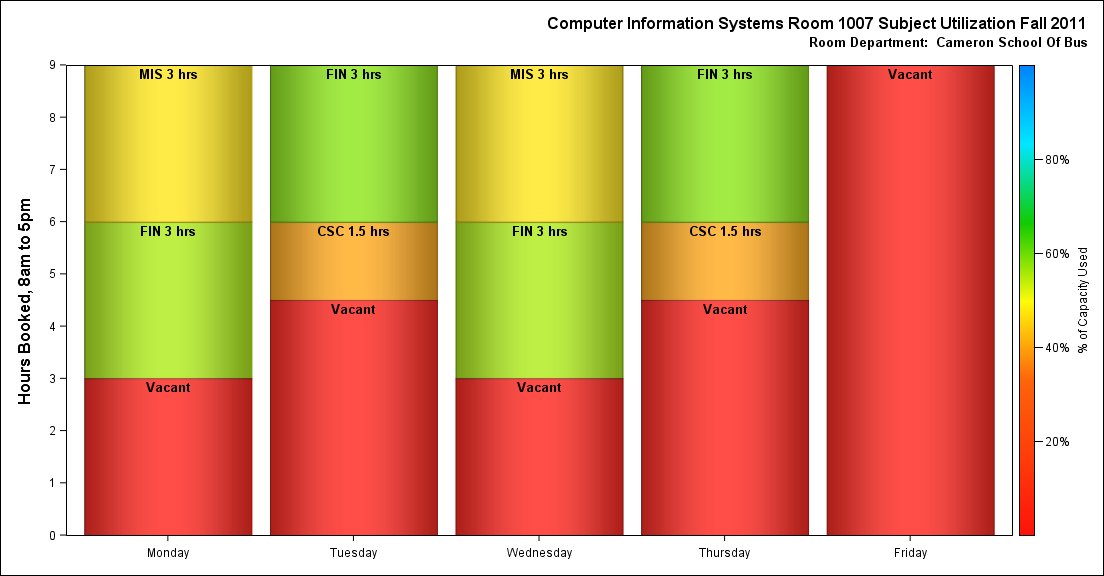 Computer Information Systems Room 1007 Subject Utilization Fall 2011
Room Department: Cameron School Of Bus
Hours Booked, 8am to 5pm
9
8
7
6
5
4
3
2
1
0
MIS 3 hrs
FIN 3 hrs
Vacant
FIN 3 hrs
CSC 1.5 hrs
Vacant
MIS 3 hrs
FIN 3 hrs
Vacant
FIN 3 hrs
CSC 1.5 hrs
Vacant
Vacant
Monday
Tuesday
Wednesday
Thursday
Friday
80%
60%
40%
20%
% of Capacity Used